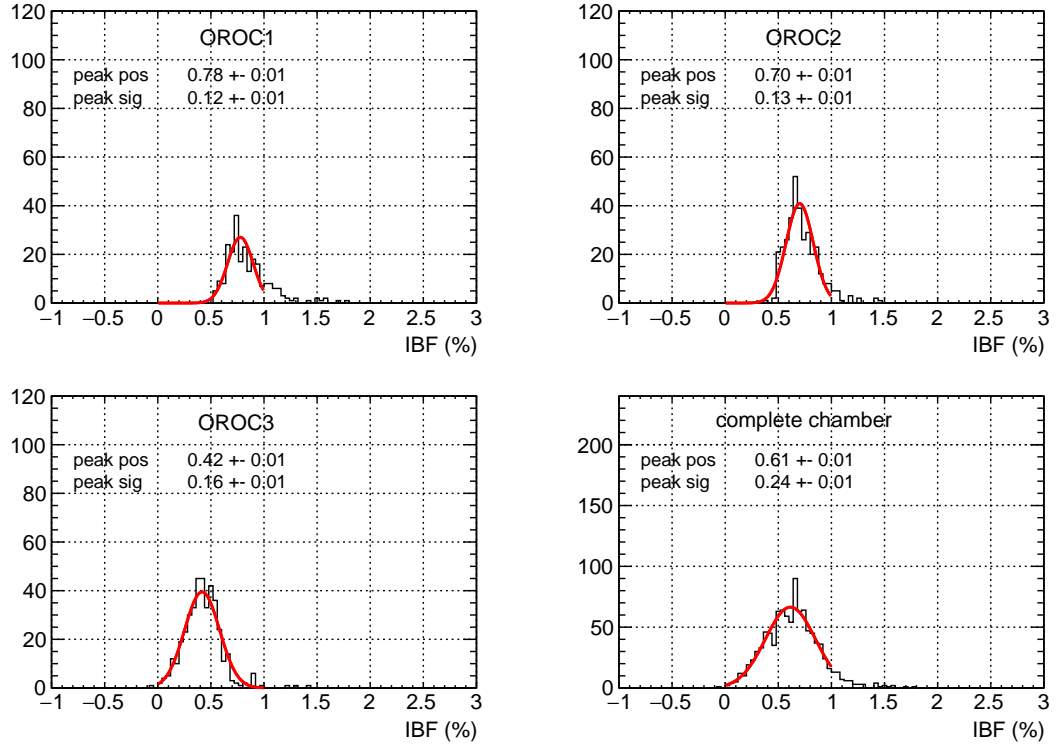 120
100
80
60
40
20
0
OROC1
peak pos 0.78 +- 0.01
peak sig 0.12 +- 0.01
−1 −0.5 0 0.5 1 1.5 2 2.5 3
IBF (%)
120
100
80
60
40
20
0
OROC2
peak pos 0.70 +- 0.01
peak sig 0.13 +- 0.01
−1 −0.5 0 0.5 1 1.5 2 2.5 3
IBF (%)
120
100
80
60
40
20
0
OROC3
peak pos 0.42 +- 0.01
peak sig 0.16 +- 0.01
−1 −0.5 0 0.5 1 1.5 2 2.5 3
IBF (%)
200
150
100
50
0
complete chamber
peak pos 0.61 +- 0.01
peak sig 0.24 +- 0.01
−1 −0.5 0 0.5 1 1.5 2 2.5 3
IBF (%)